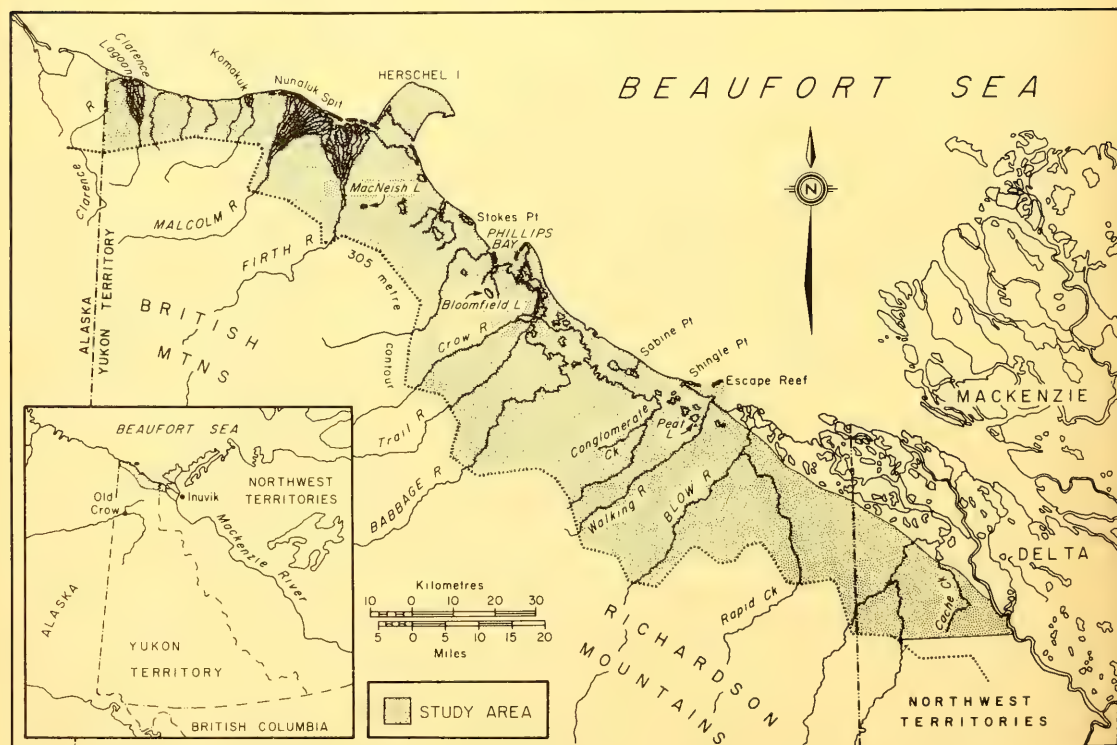 BEAUFORT SEA
Clarence
Lagoon
Komakuk
Nunaluk Spit
HERSCHEL I
Clarence R
MALCOLM R
FIRTH R
MacNeish L
Stokes Pt
PHILLIPS
BAY
Bloomfield L
305 metre
contour
ALASKA
YUKON TERRITORY
BRITISH
MTNS
Crow R
Trail R
BABBAGE R
Sabine Pt
Shingle Pt
Escape Reef
Conglomerate
Ck
Peat
L
Walking R
BLOW R
Rapid Ck
Cache Ck
MACKENZIE
DELTA
RICHARDSON
MOUNTAINS
NORTHWEST
TERRITORIES
N
Kilometres
10 0 10 20 30
5 0 5 10 15 20
Miles
STUDY AREA
BEAUFORT SEA
NORTHWEST
TERRITORIES
Inuvik
Old
Crow
Mackenzie River
ALASKA
YUKON
TERRITORY
BRITISH COLUMBIA